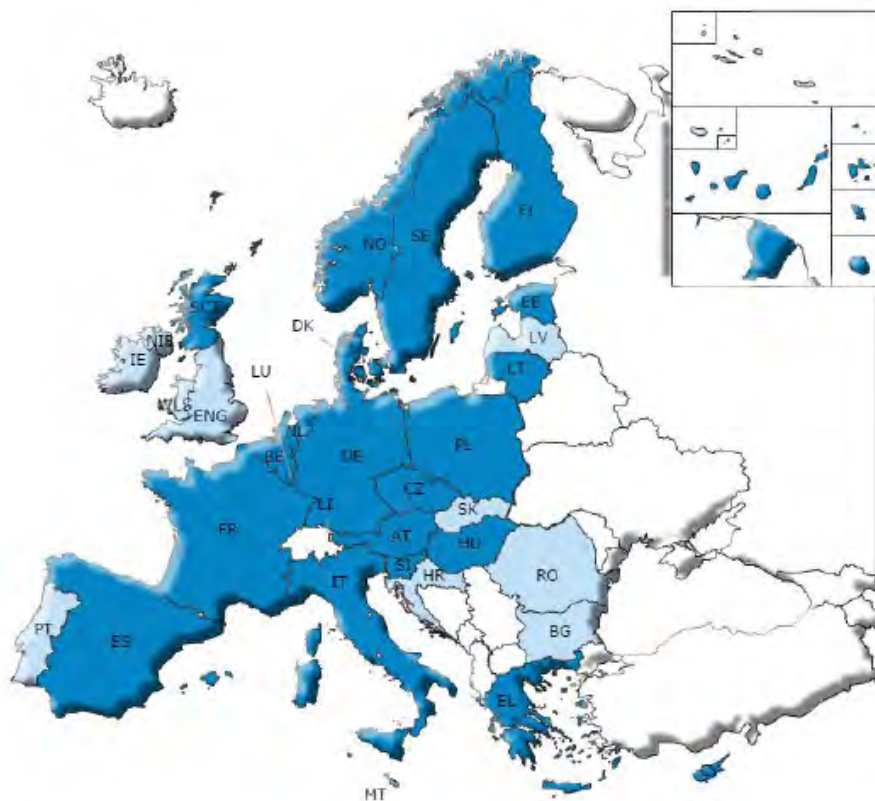 FI
NO
SE
SCT
EE
DK
NIR
IE
LV
LU
LT
WLS
ENG
NL
BE
DE
PL
CZ
LI
SK
FR
AT
HU
SI
HR
RO
IT
PT
ES
BG
EL
MT